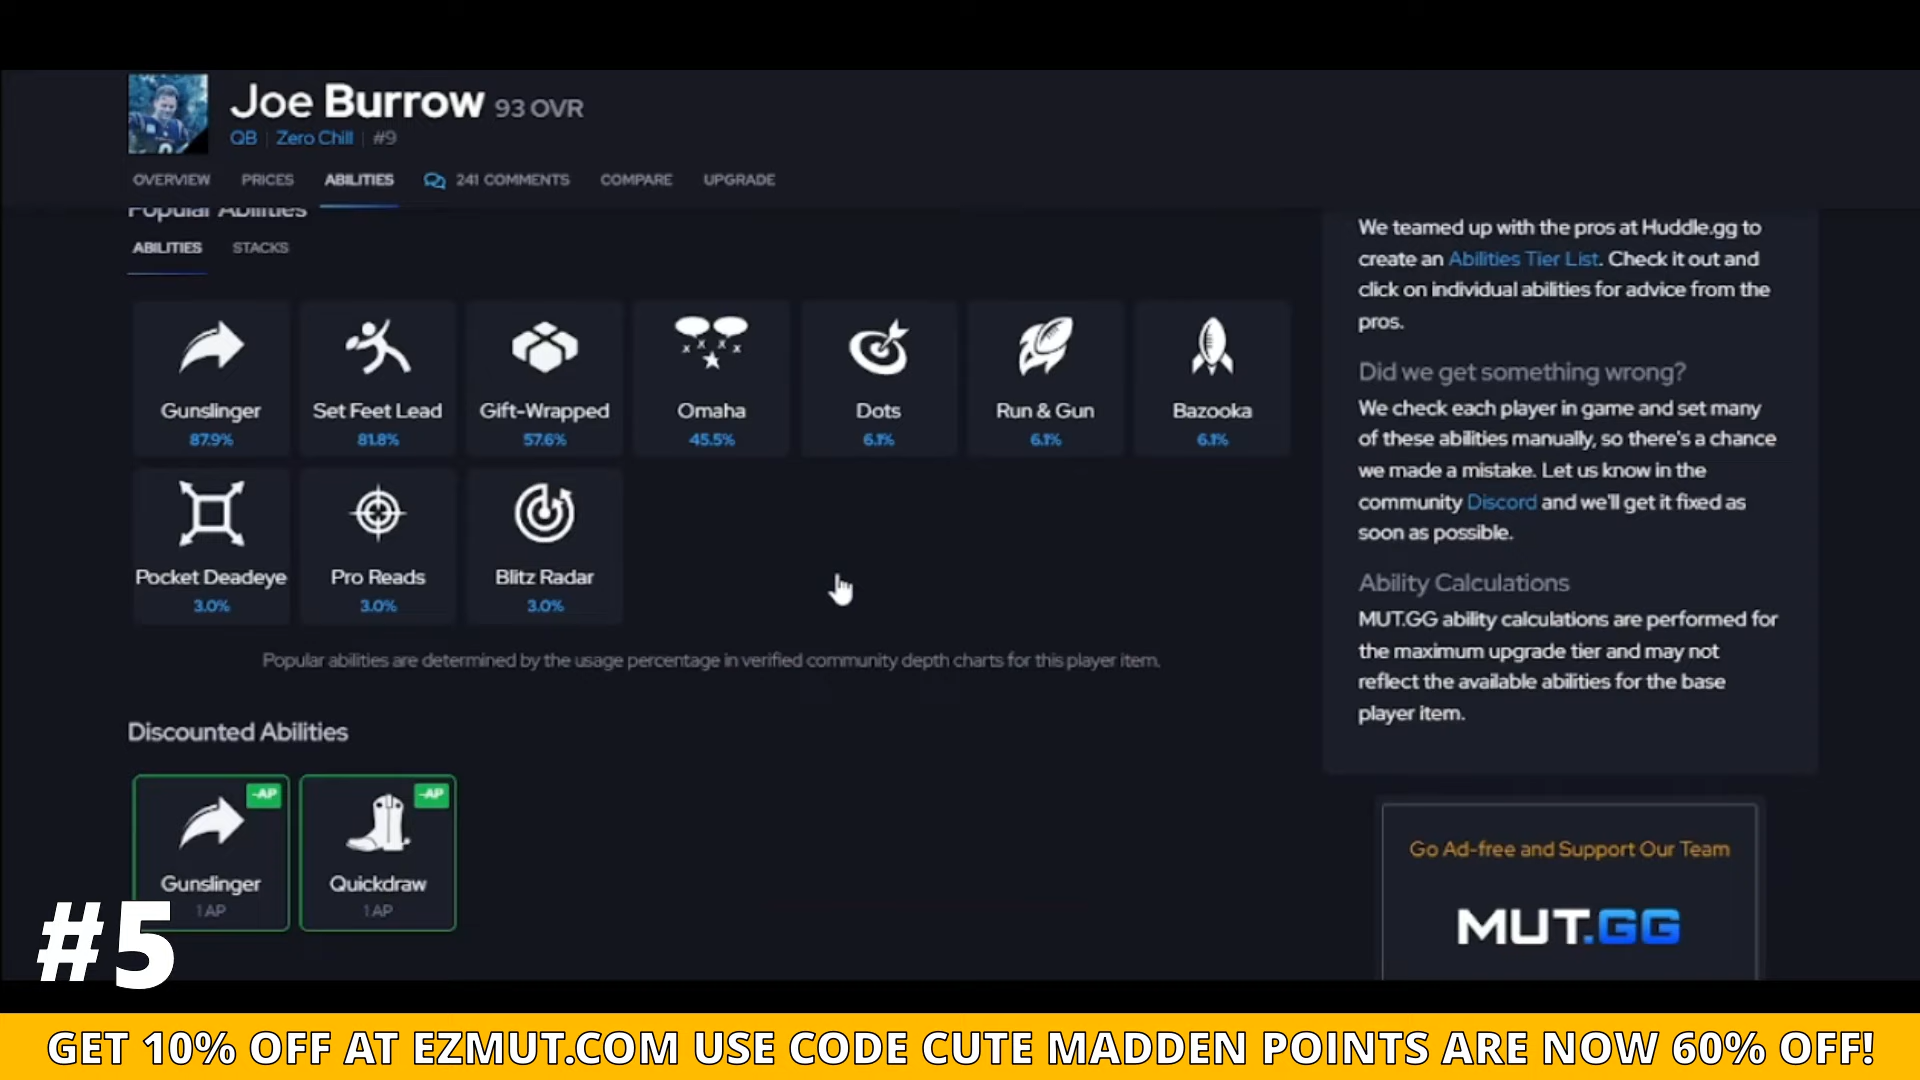 Joe Burrow 93 OVR
QB | Zero Chill | #9
OVERVIEW PRICES ABILITIES 241 COMMENTS COMPARE UPGRADE
Popular Abilities
ABILITIES STACKS
Gunslinger Set Feet Lead Gift-Wrapped Omaha Dots Run & Gun Bazooka
87.9% 81.8% 57.6% 45.5% 6.1% 6.1% 6.1%
Pocket Deadeye Pro Reads Blitz Radar
3.0% 3.0% 3.0%
Popular abilities are determined by the usage percentage in verified community depth charts for this player item.
Discounted Abilities
-AP -AP
Gunslinger Quickdraw
1 AP 1 AP
We teamed up with the pros at Huddle.gg to
create an Abilities Tier List. Check it out and
click on individual abilities for advice from the
pros.
Did we get something wrong?
We check each player in game and set many
of these abilities manually, so there's a chance
we made a mistake. Let us know in the
community Discord and we'll get it fixed as
soon as possible.
Ability Calculations
MUT.GG ability calculations are performed for
the maximum upgrade tier and may not
reflect the available abilities for the base
player item.
Go Ad-free and Support Our Team
MUT.GG
#5
GET 10% OFF AT EZMUT.COM USE CODE CUTE MADDEN POINTS ARE NOW 60% OFF!